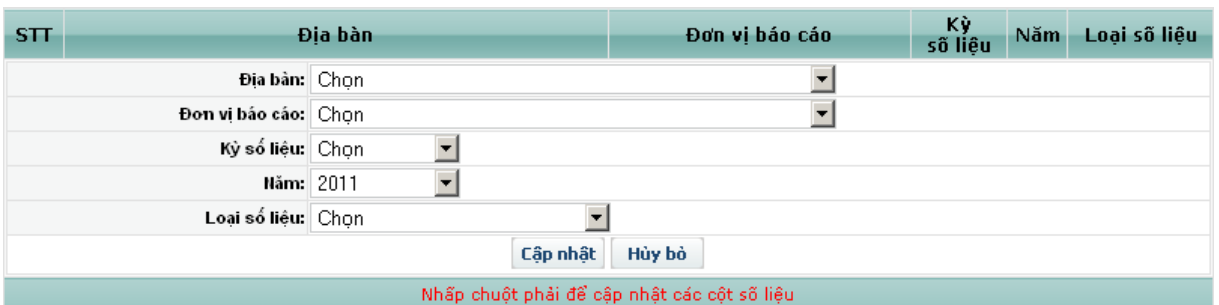 STT Địa bàn Đơn vị báo cáo Kỳ số liệu Năm Loại số liệu
Địa bàn: Chọn
Đơn vị báo cáo: Chọn
Kỳ số liệu: Chọn
Năm: 2011
Loại số liệu: Chọn
Cập nhật Hủy bỏ
Nhấp chuột phải để cập nhật các cột số liệu